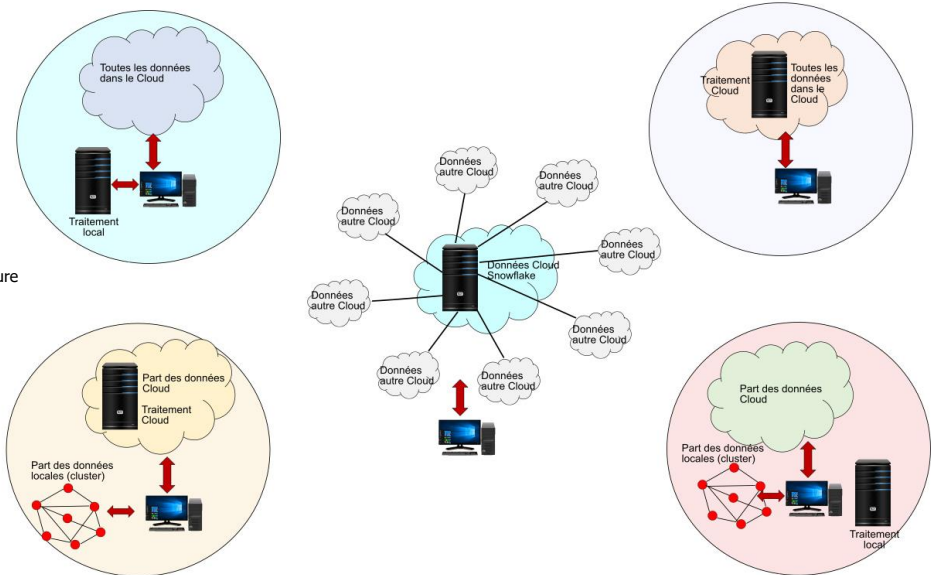 Toutes les données
dans le Cloud
Traitement
local
Traitement
Cloud
Toutes les
données
dans le
Cloud
Données
autre Cloud
Données
autre Cloud
Données
autre Cloud
Données
autre Cloud
Données Cloud
Snowflake
Données
autre Cloud
Données
autre Cloud
Données
autre Cloud
Données
autre Cloud
ure
Part des données
Cloud
Traitement
Cloud
Part des données
locales (cluster)
Part des données
Cloud
Part des données
locales (cluster)
Traitement
local